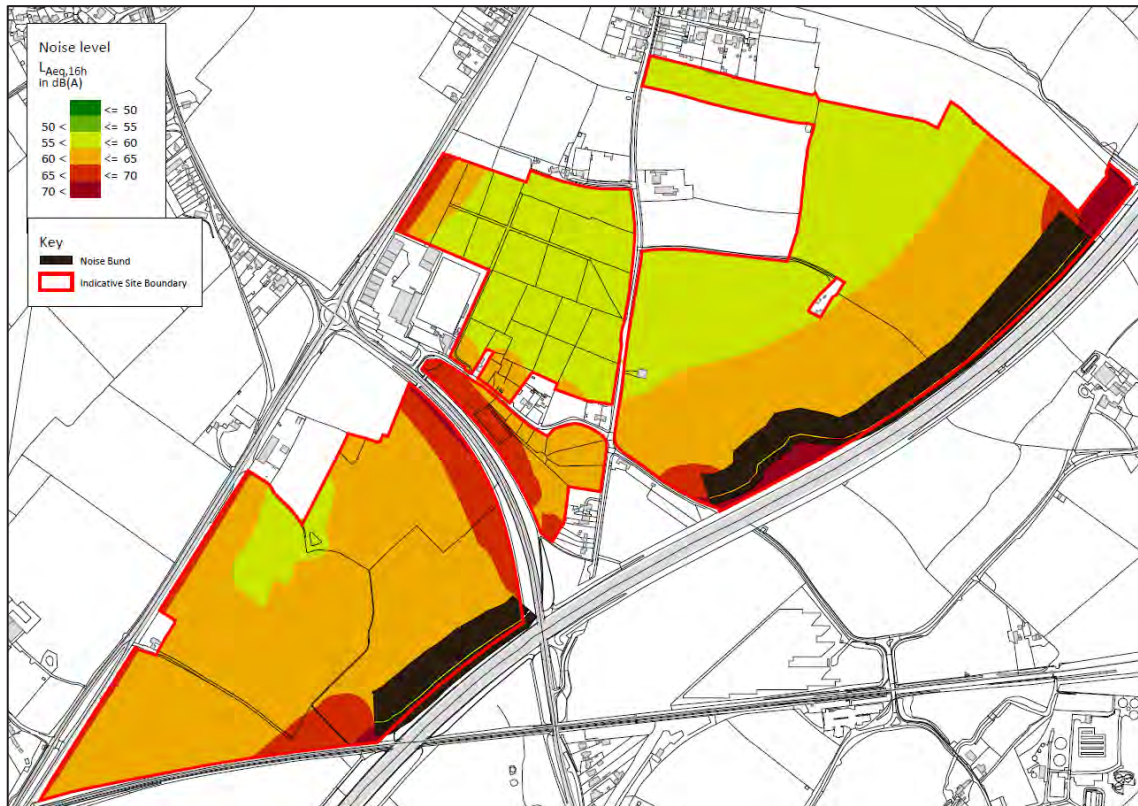 Noise level
LAeq,16h
in dB(A)
<= 50
50 < <= 55
55 < <= 60
60 < <= 65
65 < <= 70
70 <
Key
Noise Bund
Indicative Site Boundary